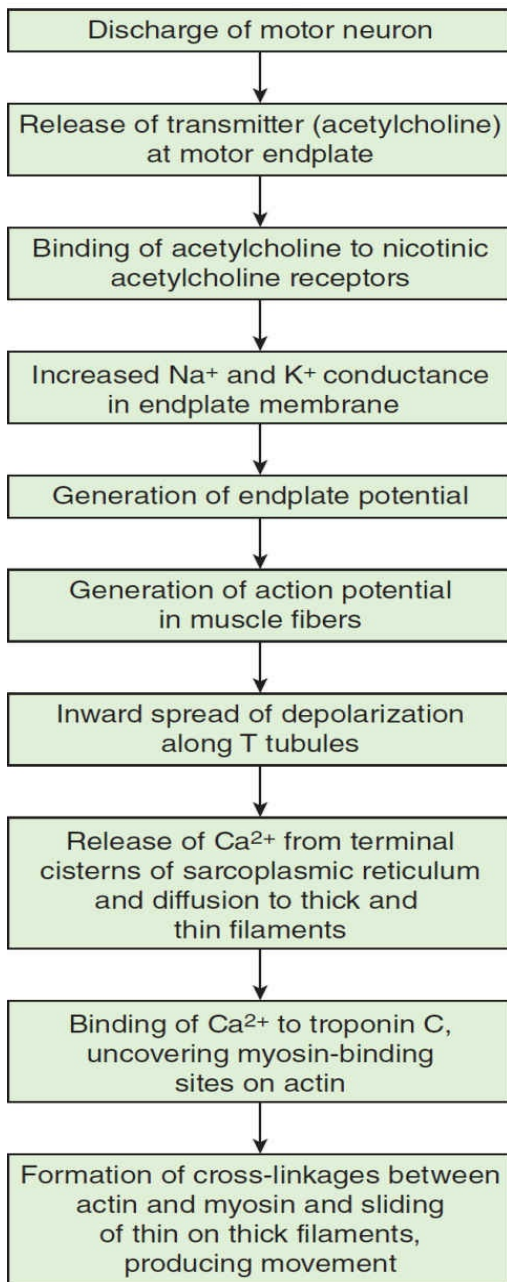 Discharge of motor neuron
Release of transmitter (acetylcholine)
at motor endplate
Binding of acetylcholine to nicotinic
acetylcholine receptors
Increased Na⁺ and K⁺ conductance
in endplate membrane
Generation of endplate potential
Generation of action potential
in muscle fibers
Inward spread of depolarization
along T tubules
Release of Ca²⁺ from terminal
cisterns of sarcoplasmic reticulum
and diffusion to thick and
thin filaments
Binding of Ca²⁺ to troponin C,
uncovering myosin-binding
sites on actin
Formation of cross-linkages between
actin and myosin and sliding
of thin on thick filaments,
producing movement